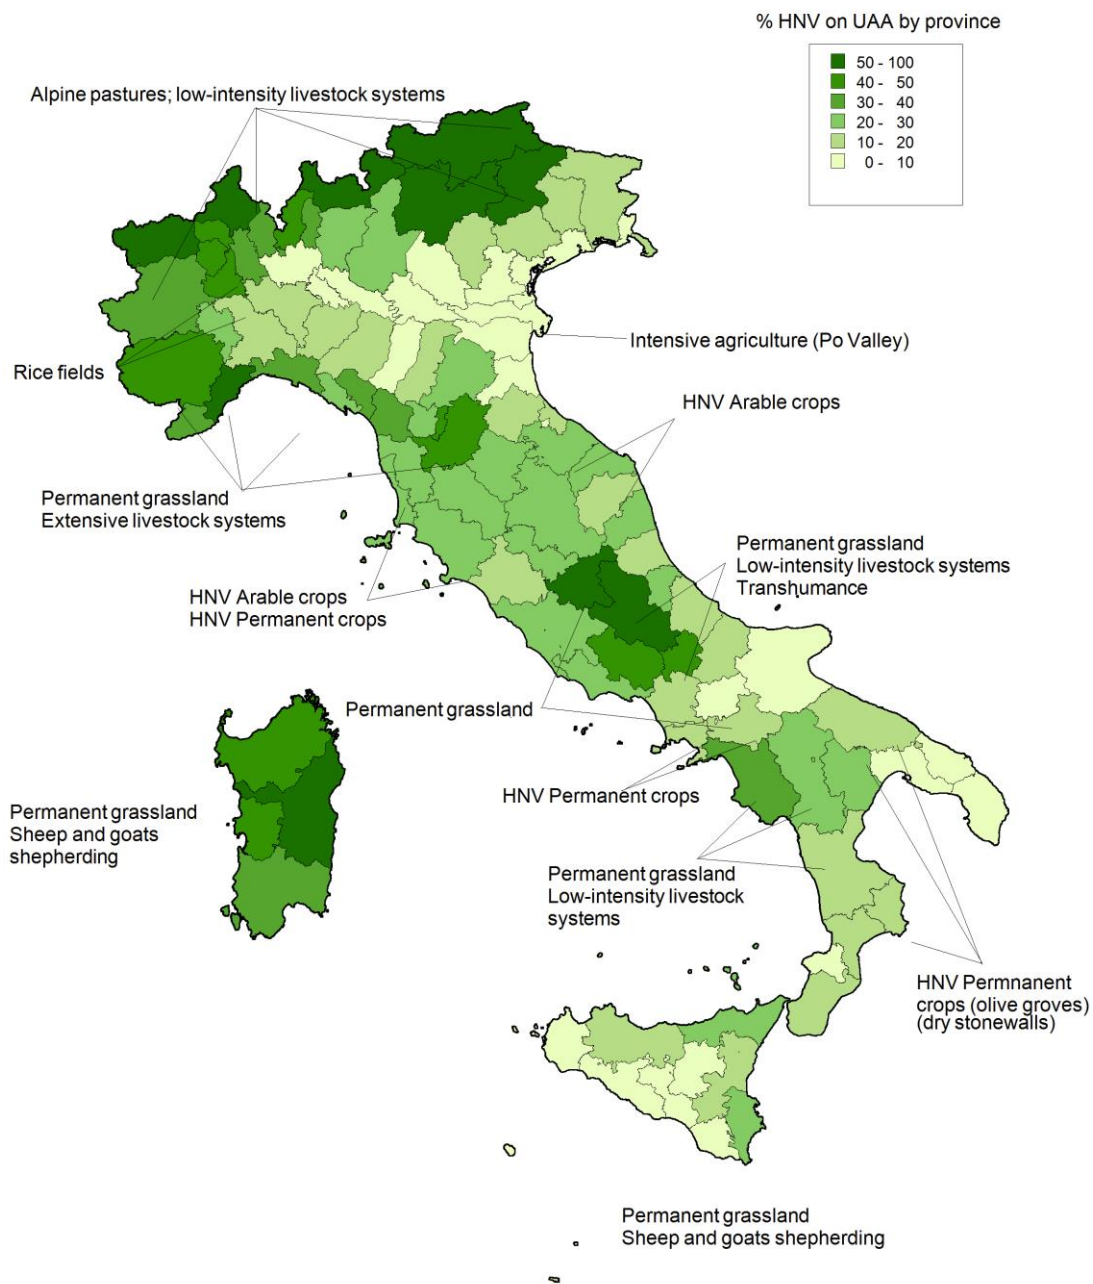 % HNV on UAA by province
50 - 100
40 - 50
30 - 40
20 - 30
10 - 20
0 - 10
Alpine pastures; low-intensity livestock systems
Intensive agriculture (Po Valley)
Rice fields
HNV Arable crops
Permanent grassland
Extensive livestock systems
Permanent grassland
Low-intensity livestock systems
Transhumance
HNV Arable crops
HNV Permanent crops
Permanent grassland
HNV Permanent crops
Permanent grassland
Sheep and goats
shepherding
Permanent grassland
Low-intensity livestock
systems
HNV Permnanent
crops (olive groves)
(dry stonewalls)
Permanent grassland
Sheep and goats shepherding